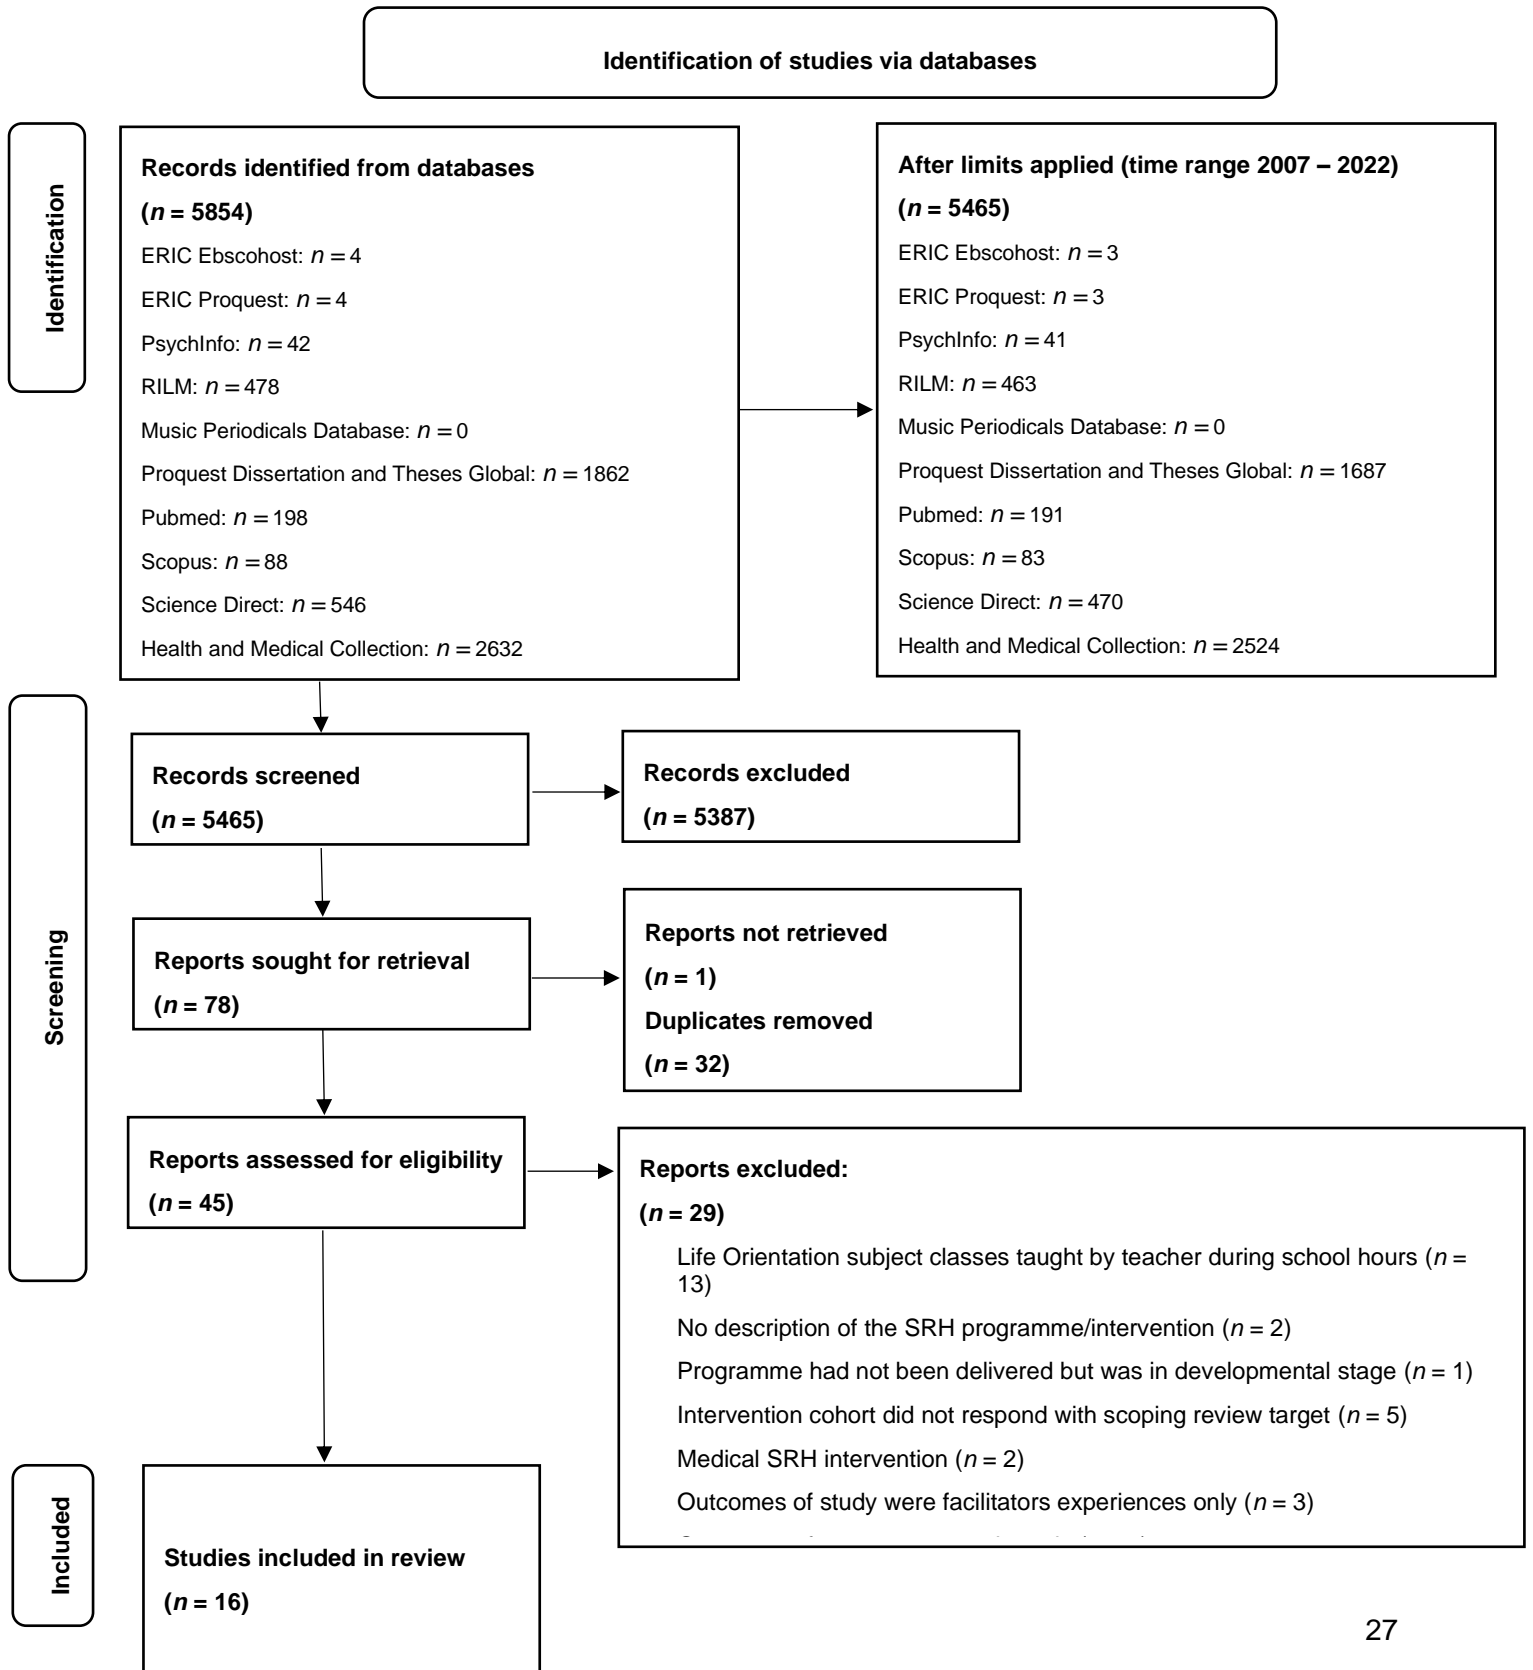 Identification of studies via databases
Identification
Records identified from databases
(n = 5854)
ERIC Ebscohost: n = 4
ERIC Proquest: n = 4
PsychInfo: n = 42
RILM: n = 478
Music Periodicals Database: n = 0
Proquest Dissertation and Theses Global: n = 1862
Pubmed: n = 198
Scopus: n = 88
Science Direct: n = 546
Health and Medical Collection: n = 2632
After limits applied (time range 2007 – 2022)
(n = 5465)
ERIC Ebscohost: n = 3
ERIC Proquest: n = 3
PsychInfo: n = 41
RILM: n = 463
Music Periodicals Database: n = 0
Proquest Dissertation and Theses Global: n = 1687
Pubmed: n = 191
Scopus: n = 83
Science Direct: n = 470
Health and Medical Collection: n = 2524
Screening
Records screened
(n = 5465)
Records excluded
(n = 5387)
Reports sought for retrieval
(n = 78)
Reports not retrieved
(n = 1)
Duplicates removed
(n = 32)
Reports assessed for eligibility
(n = 45)
Reports excluded:
(n = 29)
Life Orientation subject classes taught by teacher during school hours (n =
13)
No description of the SRH programme/intervention (n = 2)
Programme had not been delivered but was in developmental stage (n = 1)
Intervention cohort did not respond with scoping review target (n = 5)
Medical SRH intervention (n = 2)
Outcomes of study were facilitators experiences only (n = 3)
Included
Studies included in review
(n = 16)
27